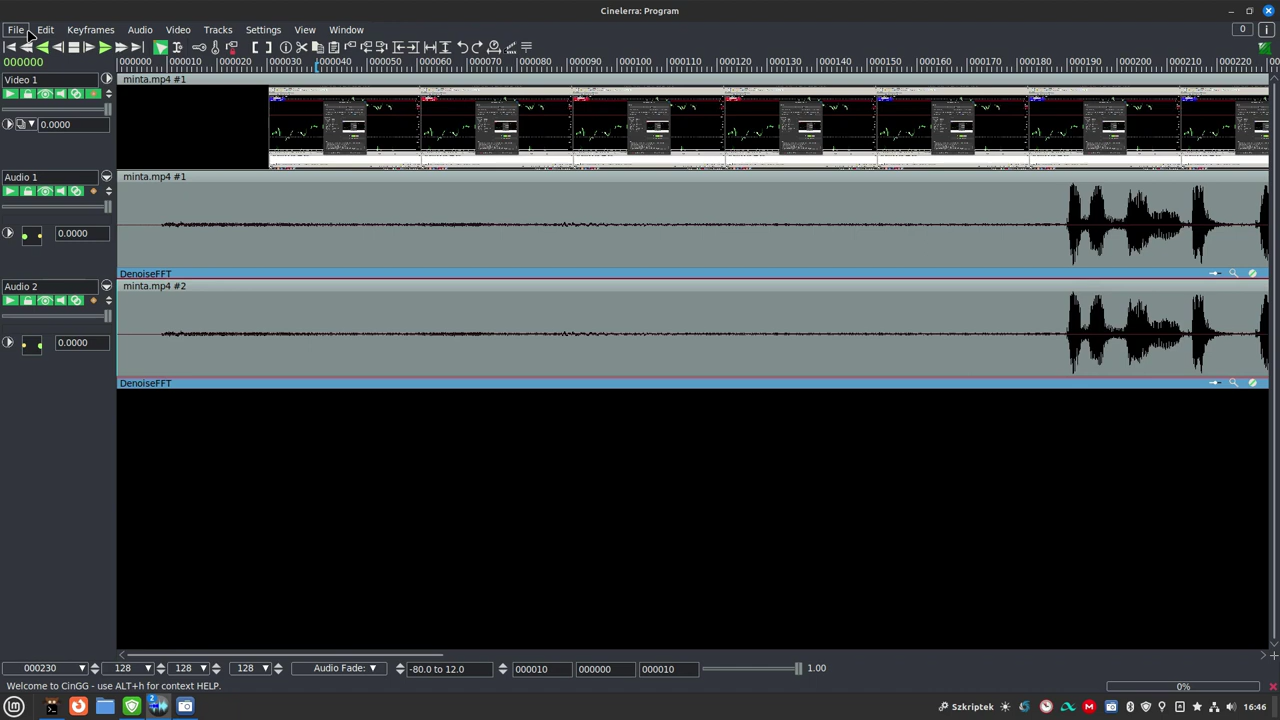 Cinelerra: Program
File Edit Keyframes Audio Video Tracks Settings View Window 0
000000 000000 000010 000020 000030 000040 000050 000060 000070 000080 000090 000100 000110 000120 000130 000140 000150 000160 000170 000180 000190 000200 000210 000220
Video 1 minta.mp4 #1
0.0000
Audio 1 minta.mp4 #1
0.0000
DenoiseFFT
Audio 2 minta.mp4 #2
0.0000
DenoiseFFT
000230 128 128 128 Audio Fade: -80.0 to 12.0 000010 000000 000010 1.00
Welcome to CinGG - use ALT+h for context HELP. 0%
2 Szkriptek 16:46